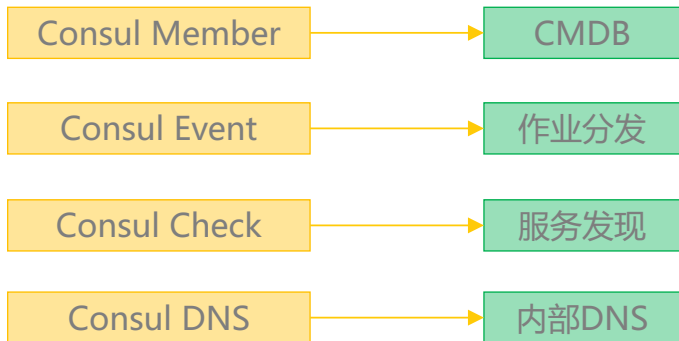 Consul Member
CMDB
Consul Event
作业分发
Consul Check
服务发现
Consul DNS
内部DNS